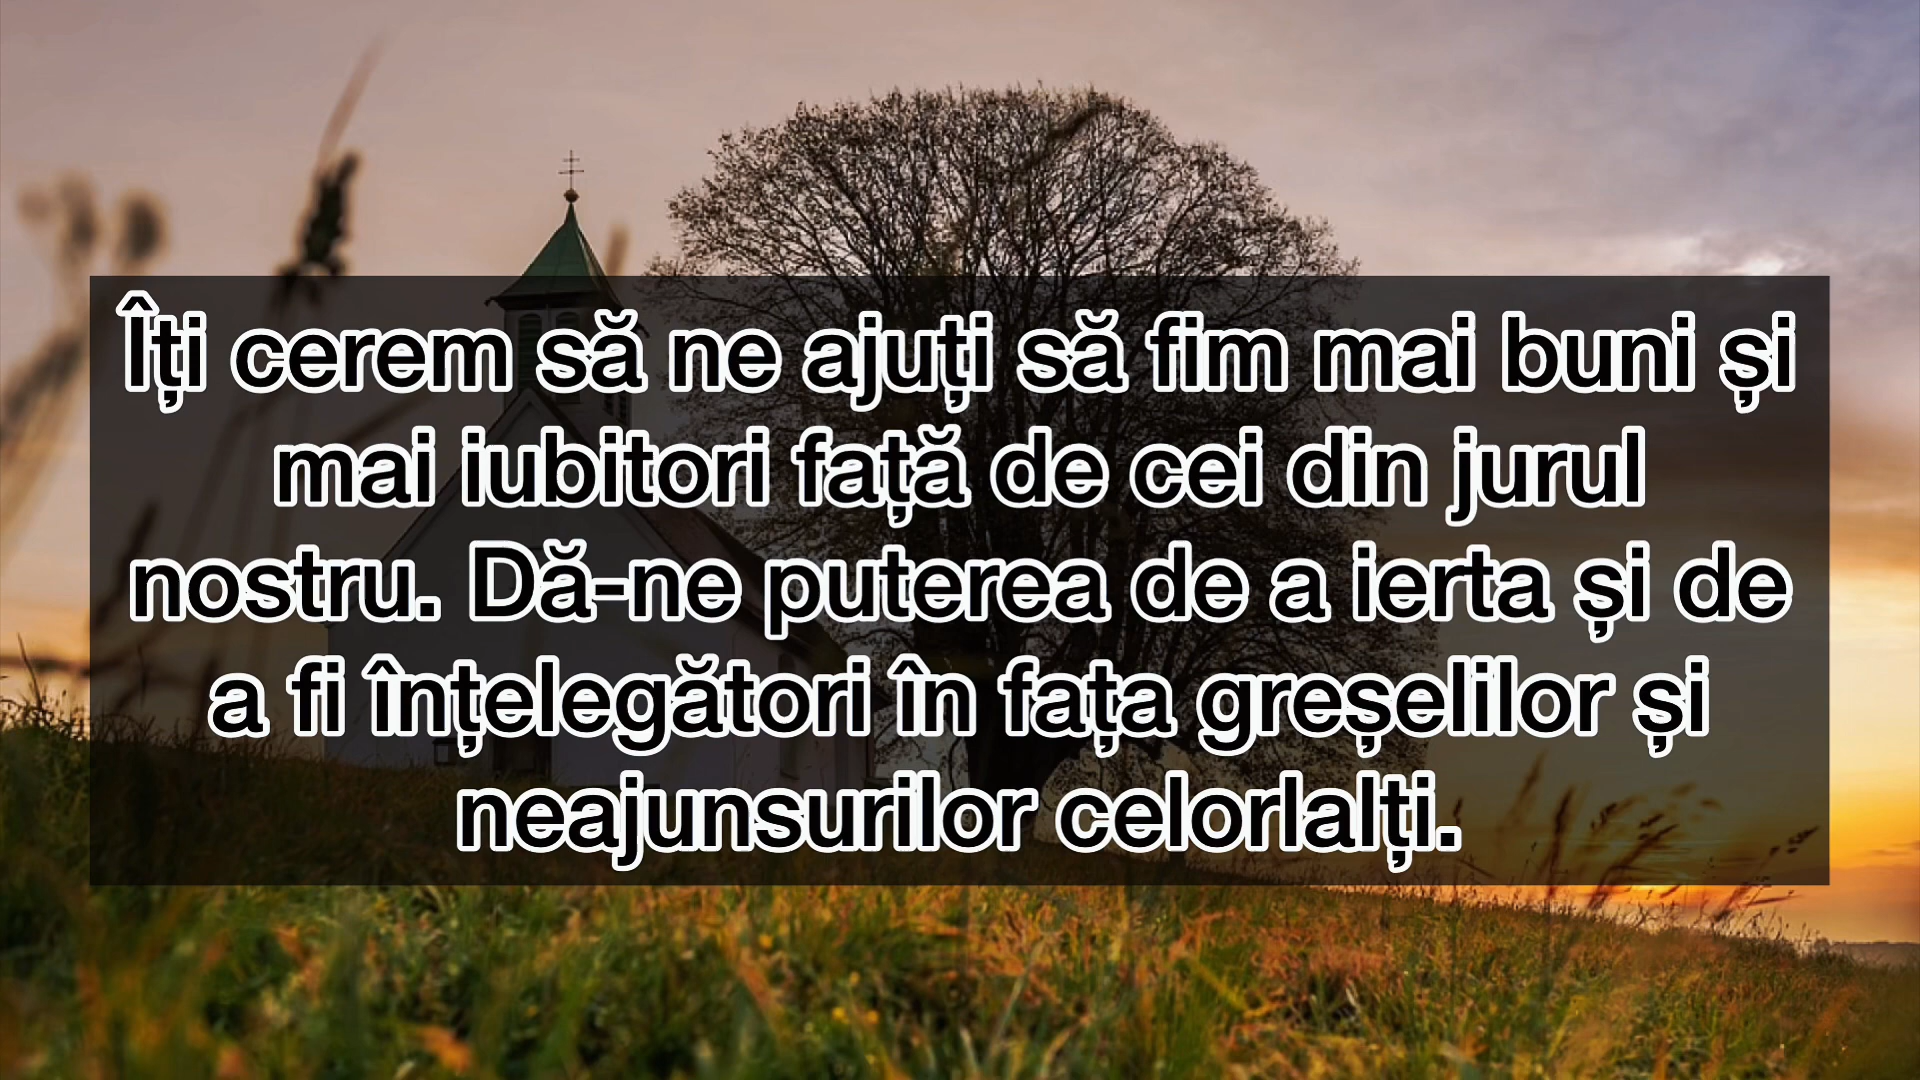 Îți cerem să ne ajuți să fim mai buni și
mai iubitori față de cei din jurul
nostru. Dă-ne puterea de a ierta și de
a fi înțelegători în fața greșelilor și
neajunsurilor celorlalți.